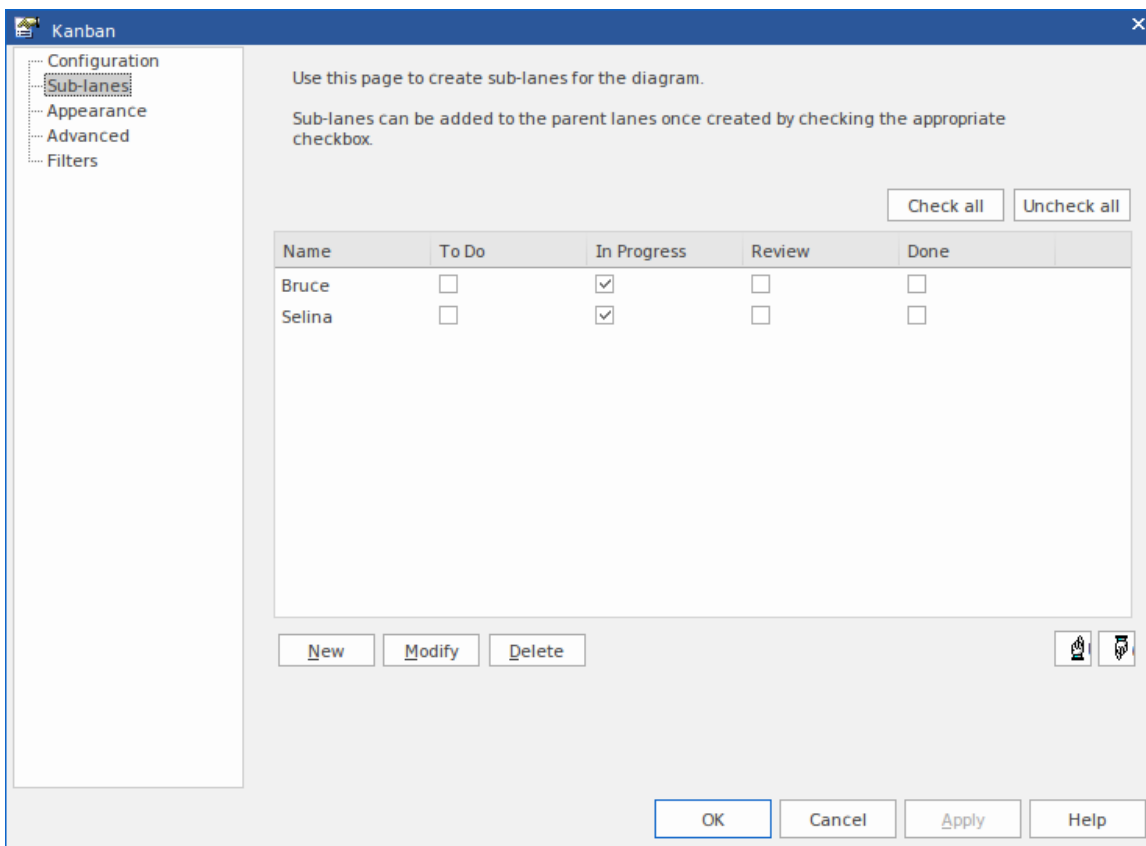 Kanban
Configuration
Sub-lanes
Appearance
Advanced
Filters
Use this page to create sub-lanes for the diagram.
Sub-lanes can be added to the parent lanes once created by checking the appropriate
checkbox.
Check all Uncheck all
Name To Do In Progress Review Done
Bruce
Selina
New Modify Delete
OK Cancel Apply Help